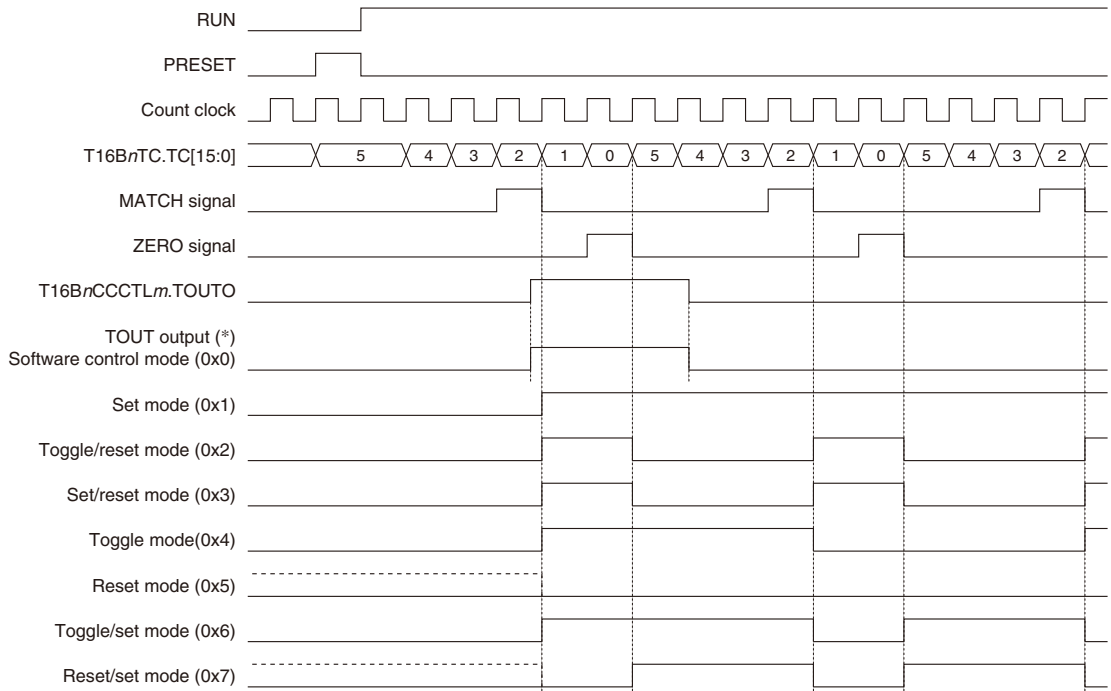 RUN
PRESET
Count clock
T16BnTC.TC[15:0] 5 4 3 2 1 0 5 4 3 2 1 0 5 4 3 2
MATCH signal
ZERO signal
T16BnCCCTLm.TOUTO
TOUT output (*)
Software control mode (0x0)
Set mode (0x1)
Toggle/reset mode (0x2)
Set/reset mode (0x3)
Toggle mode(0x4)
Reset mode (0x5)
Toggle/set mode (0x6)
Reset/set mode (0x7)